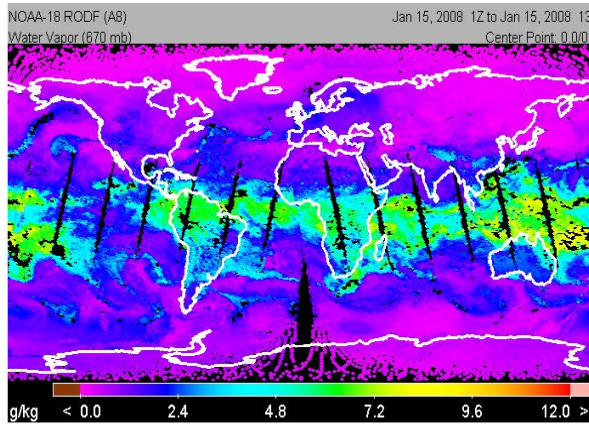 NOAA-18 RODF (A8) Jan 15, 2008 1Z to Jan 15, 2008 13
Water Vapor (670 mb) Center Point: 0.0/0
g/kg < 0.0 2.4 4.8 7.2 9.6 12.0 >